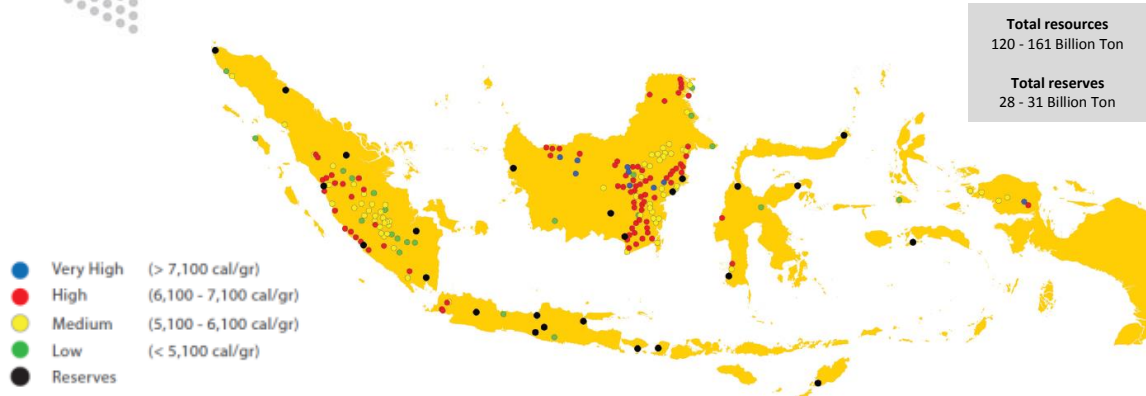 Total resources
120 - 161 Billion Ton
Total reserves
28 - 31 Billion Ton
Very High (> 7,100 cal/gr)
High (6,100 - 7,100 cal/gr)
Medium (5,100 - 6,100 cal/gr)
Low (< 5,100 cal/gr)
Reserves